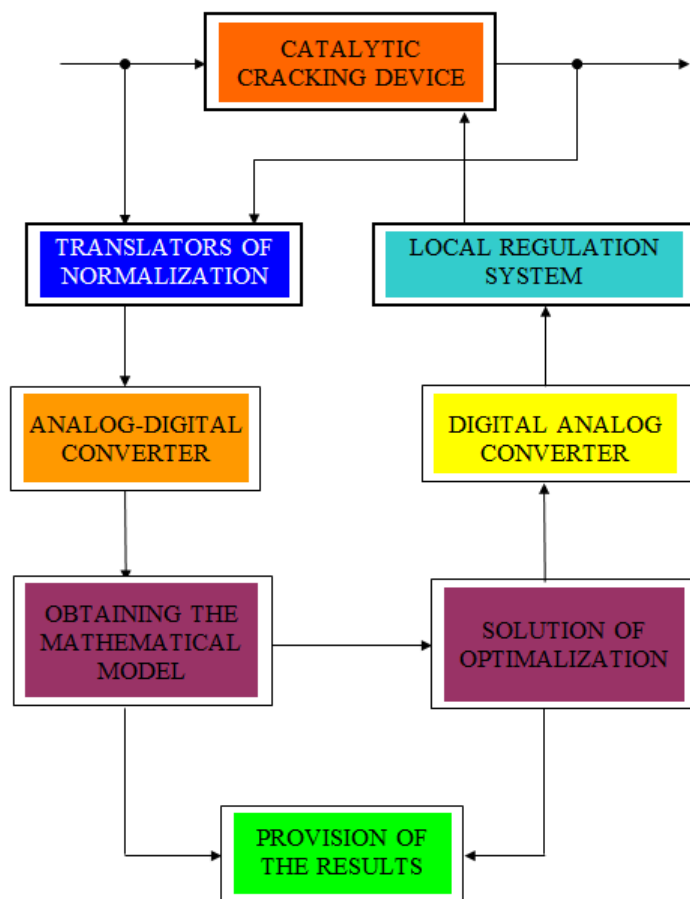 CATALYTIC
CRACKING DEVICE
TRANSLATORS OF
NORMALIZATION
LOCAL REGULATION
SYSTEM
ANALOG-DIGITAL
CONVERTER
DIGITAL ANALOG
CONVERTER
OBTAINING THE
MATHEMATICAL
MODEL
SOLUTION OF
OPTIMALIZATION
PROVISION OF
THE RESULTS